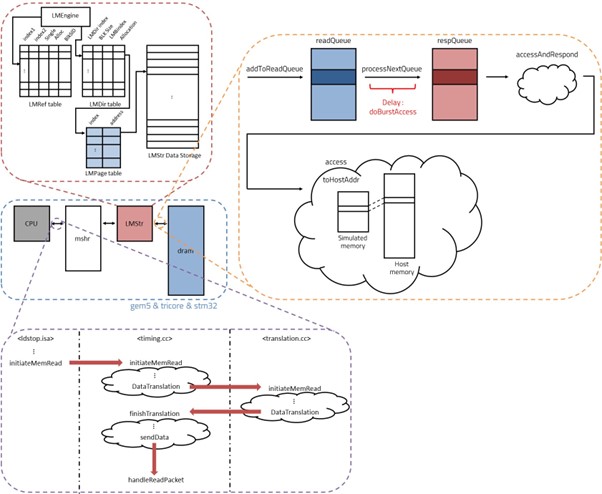 LMEngine
index1
index2
Single
Alloc
BlkSID
LMDir index
BLK Size
LMBIndex
Allocation
LMRef table
LMDir table
index
address
LMPage table
LMStr Data Storage
readQueue
respQueue
addToReadQueue
processNextQueue
accessAndRespond
Delay :
doBurstAccess
access
toHostAddr
Simulated
memory
Host
memory
CPU
mshr
LMStr
dram
gem5 & tricore & stm32
<ldstop.isa>
<timing.cc>
<translation.cc>
initiateMemRead
initiateMemRead
DataTranslation
initiateMemRead
DataTranslation
finishTranslation
sendData
handleReadPacket